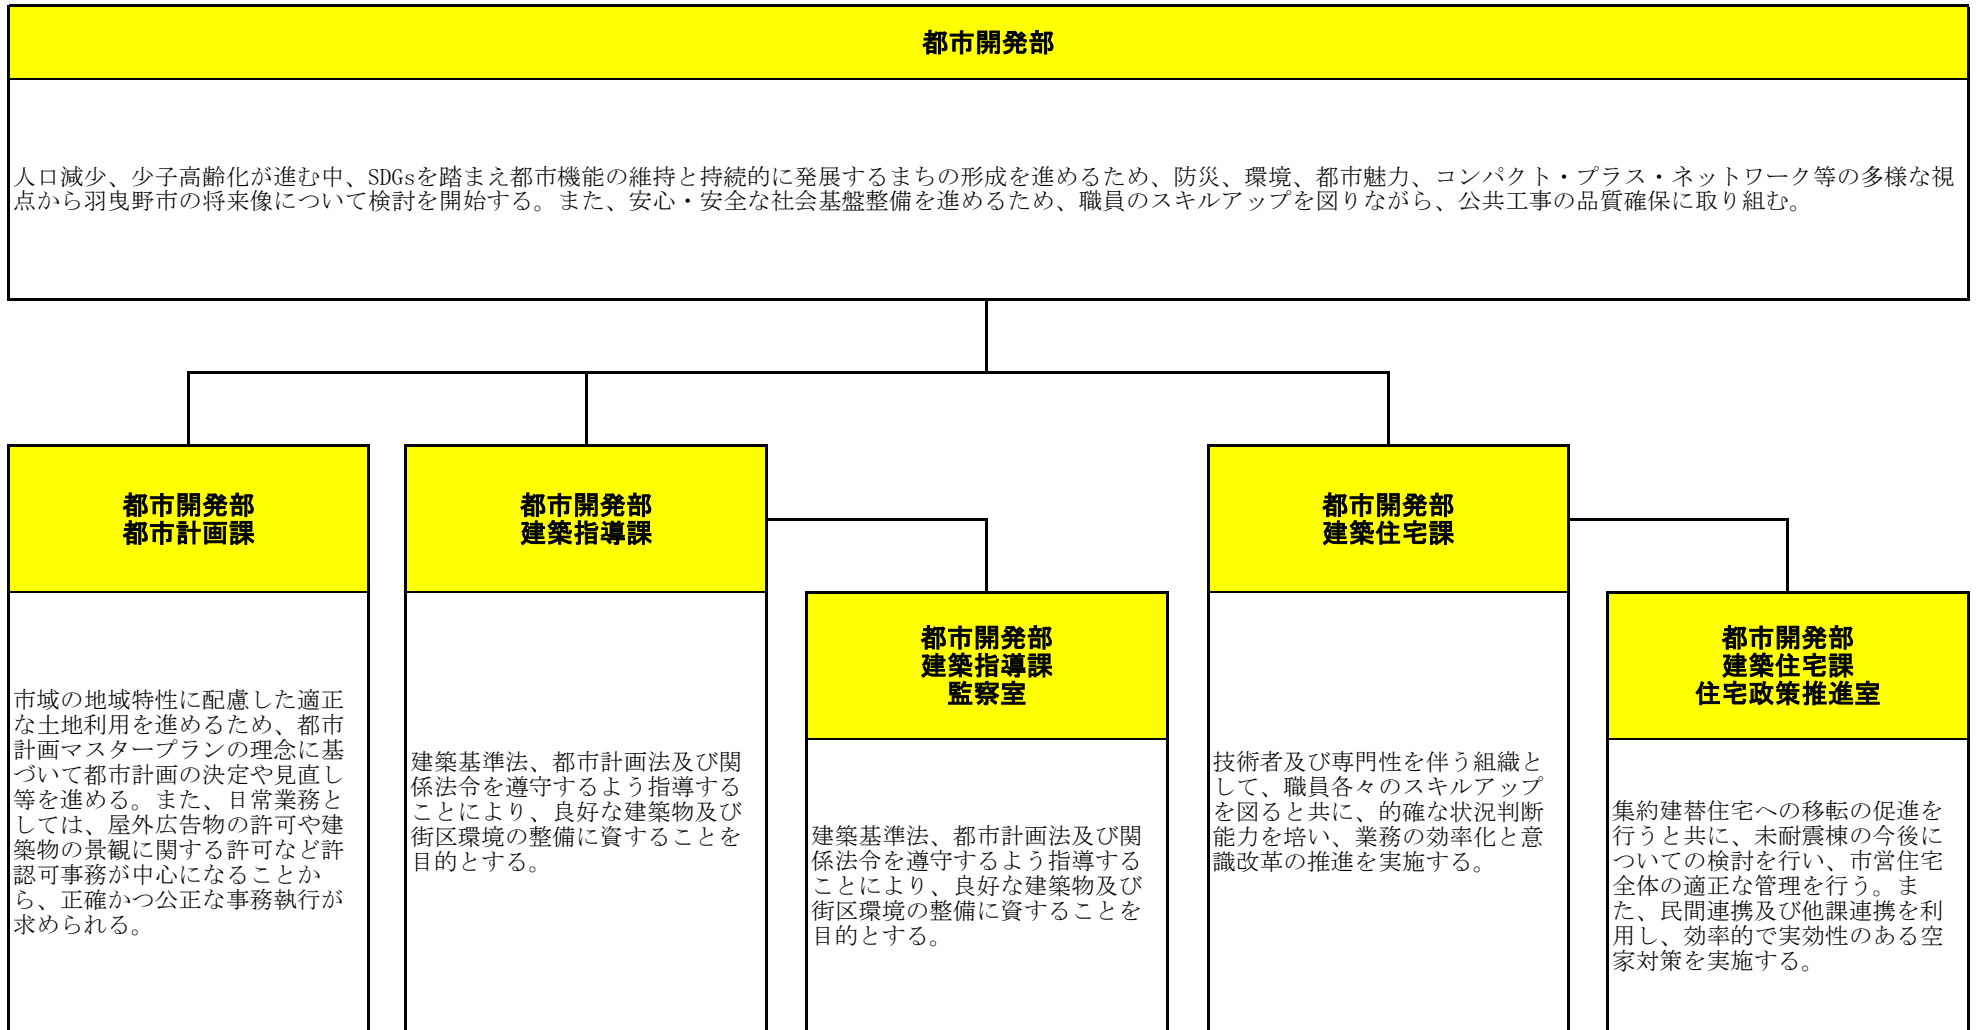 都市開発部
人口減少、少子高齢化が進む中、SDGsを踏まえ都市機能の維持と持続的に発展するまちの形成を進めるため、防災、環境、都市魅力、コンパクト・プラス・ネットワーク等の多様な視
点から羽曳野市の将来像について検討を開始する。また、安心・安全な社会基盤整備を進めるため、職員のスキルアップを図りながら、公共工事の品質確保に取り組む。
都市開発部
都市計画課
市域の地域特性に配慮した適正
な土地利用を進めるため、都市
計画マスタープランの理念に基
づいて都市計画の決定や見直し
等を進める。また、日常業務と
しては、屋外広告物の許可や建
築物の景観に関する許可など許
認可事務が中心になることか
ら、正確かつ公正な事務執行が
求められる。
都市開発部
建築指導課
建築基準法、都市計画法及び関
係法令を遵守するよう指導する
ことにより、良好な建築物及び
街区環境の整備に資することを
目的とする。
都市開発部
建築指導課
監察室
建築基準法、都市計画法及び関
係法令を遵守するよう指導する
ことにより、良好な建築物及び
街区環境の整備に資することを
目的とする。
都市開発部
建築住宅課
技術者及び専門性を伴う組織と
して、職員各々のスキルアップ
を図ると共に、的確な状況判断
能力を培い、業務の効率化と意
識改革の推進を実施する。
都市開発部
建築住宅課
住宅政策推進室
集約建替住宅への移転の促進を
行うと共に、未耐震棟の今後に
ついての検討を行い、市営住宅
全体の適正な管理を行う。ま
た、民間連携及び他課連携を利
用し、効率的で実効性のある空
家対策を実施する。